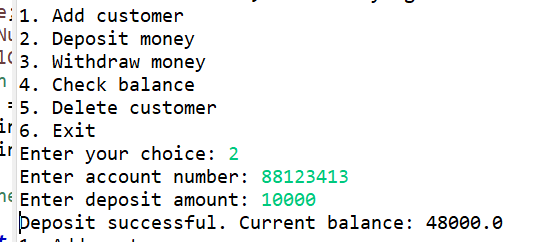 1. Add customer
2. Deposit money
3. Withdraw money
4. Check balance
5. Delete customer
6. Exit
Enter your choice: 2
Enter account number: 88123413
Enter deposit amount: 10000
Deposit successful. Current balance: 48000.0